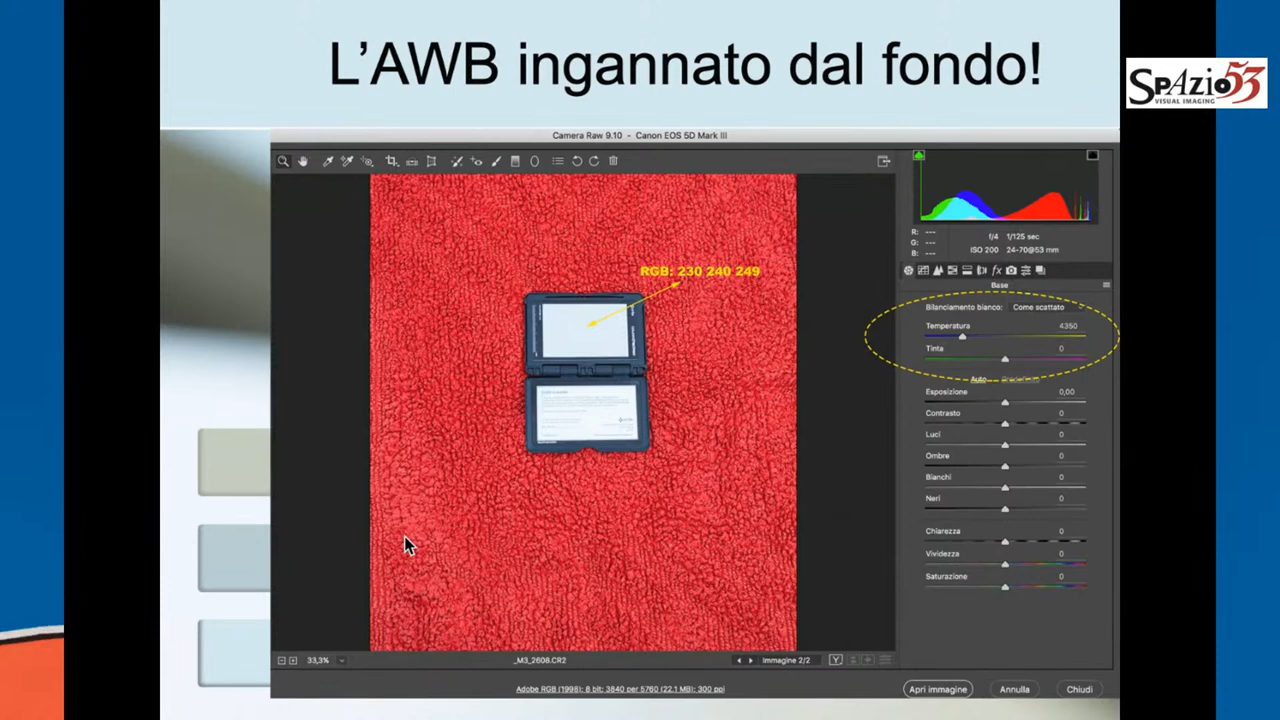 L'AWB ingannato dal fondo!
SPAZIO 53
VISUAL IMAGING
Camera Raw 9.10 - Canon EOS 5D Mark III
R: ---
G: ---
B: ---
f/4 1/125 sec
ISO 200 24-70@53 mm
fx
Base
RGB: 230 240 249
Bilanciamento bianco: Come scattato
Temperatura 4350
Tinta 0
Auto
Esposizione 0,00
Contrasto 0
Luci 0
Ombre 0
Bianchi 0
Neri 0
Chiarezza 0
Vividezza 0
Saturazione 0
33,3% _M3_2608.CR2 Immagine 2/2 Y
Adobe RGB (1998); 8 bit; 3840 per 5760 (22,1 MB); 300 ppi
Apri immagine Annulla Chiudi